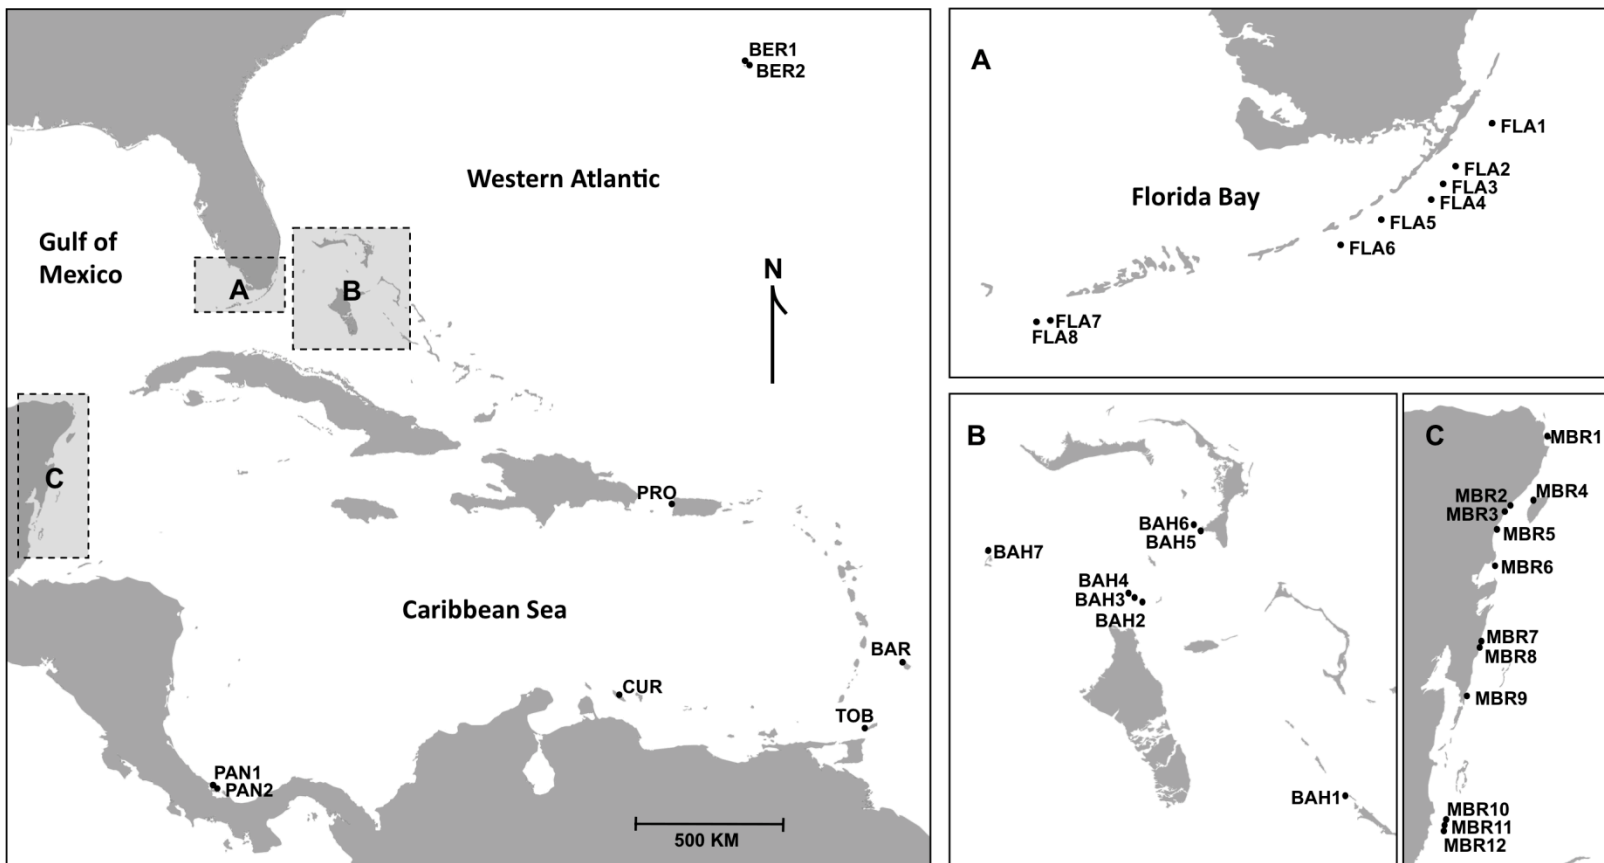 BER1
BER2
Western Atlantic
Gulf of
Mexico
A
B
N
C
PRO
Caribbean Sea
BAR
CUR
TOB
PAN1
PAN2
500 KM
A
FLA1
FLA2
FLA3
FLA4
Florida Bay
FLA5
FLA6
FLA7
FLA8
B
BAH6
BAH5
BAH7
BAH4
BAH3
BAH2
BAH1
C
MBR1
MBR4
MBR2
MBR3
MBR5
MBR6
MBR7
MBR8
MBR9
MBR10
MBR11
MBR12